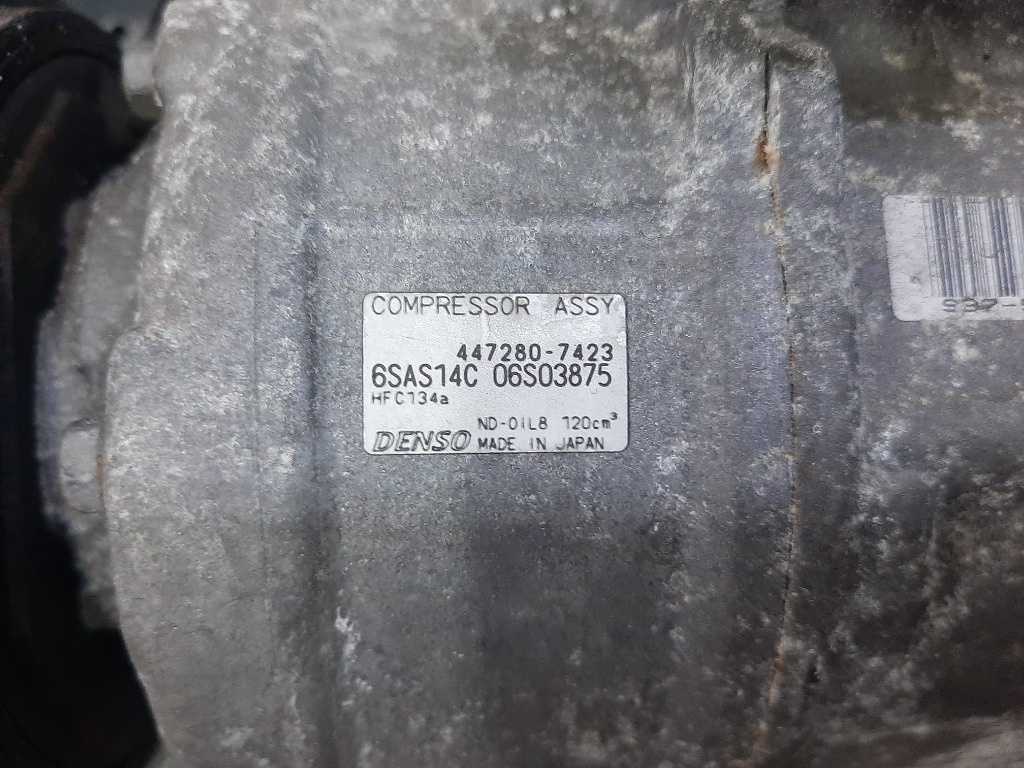 COMPRESSOR ASSY
447280-7423
6SAS14C 06S03875
HFC134a
ND-OIL8 120cm³
DENSO MADE IN JAPAN